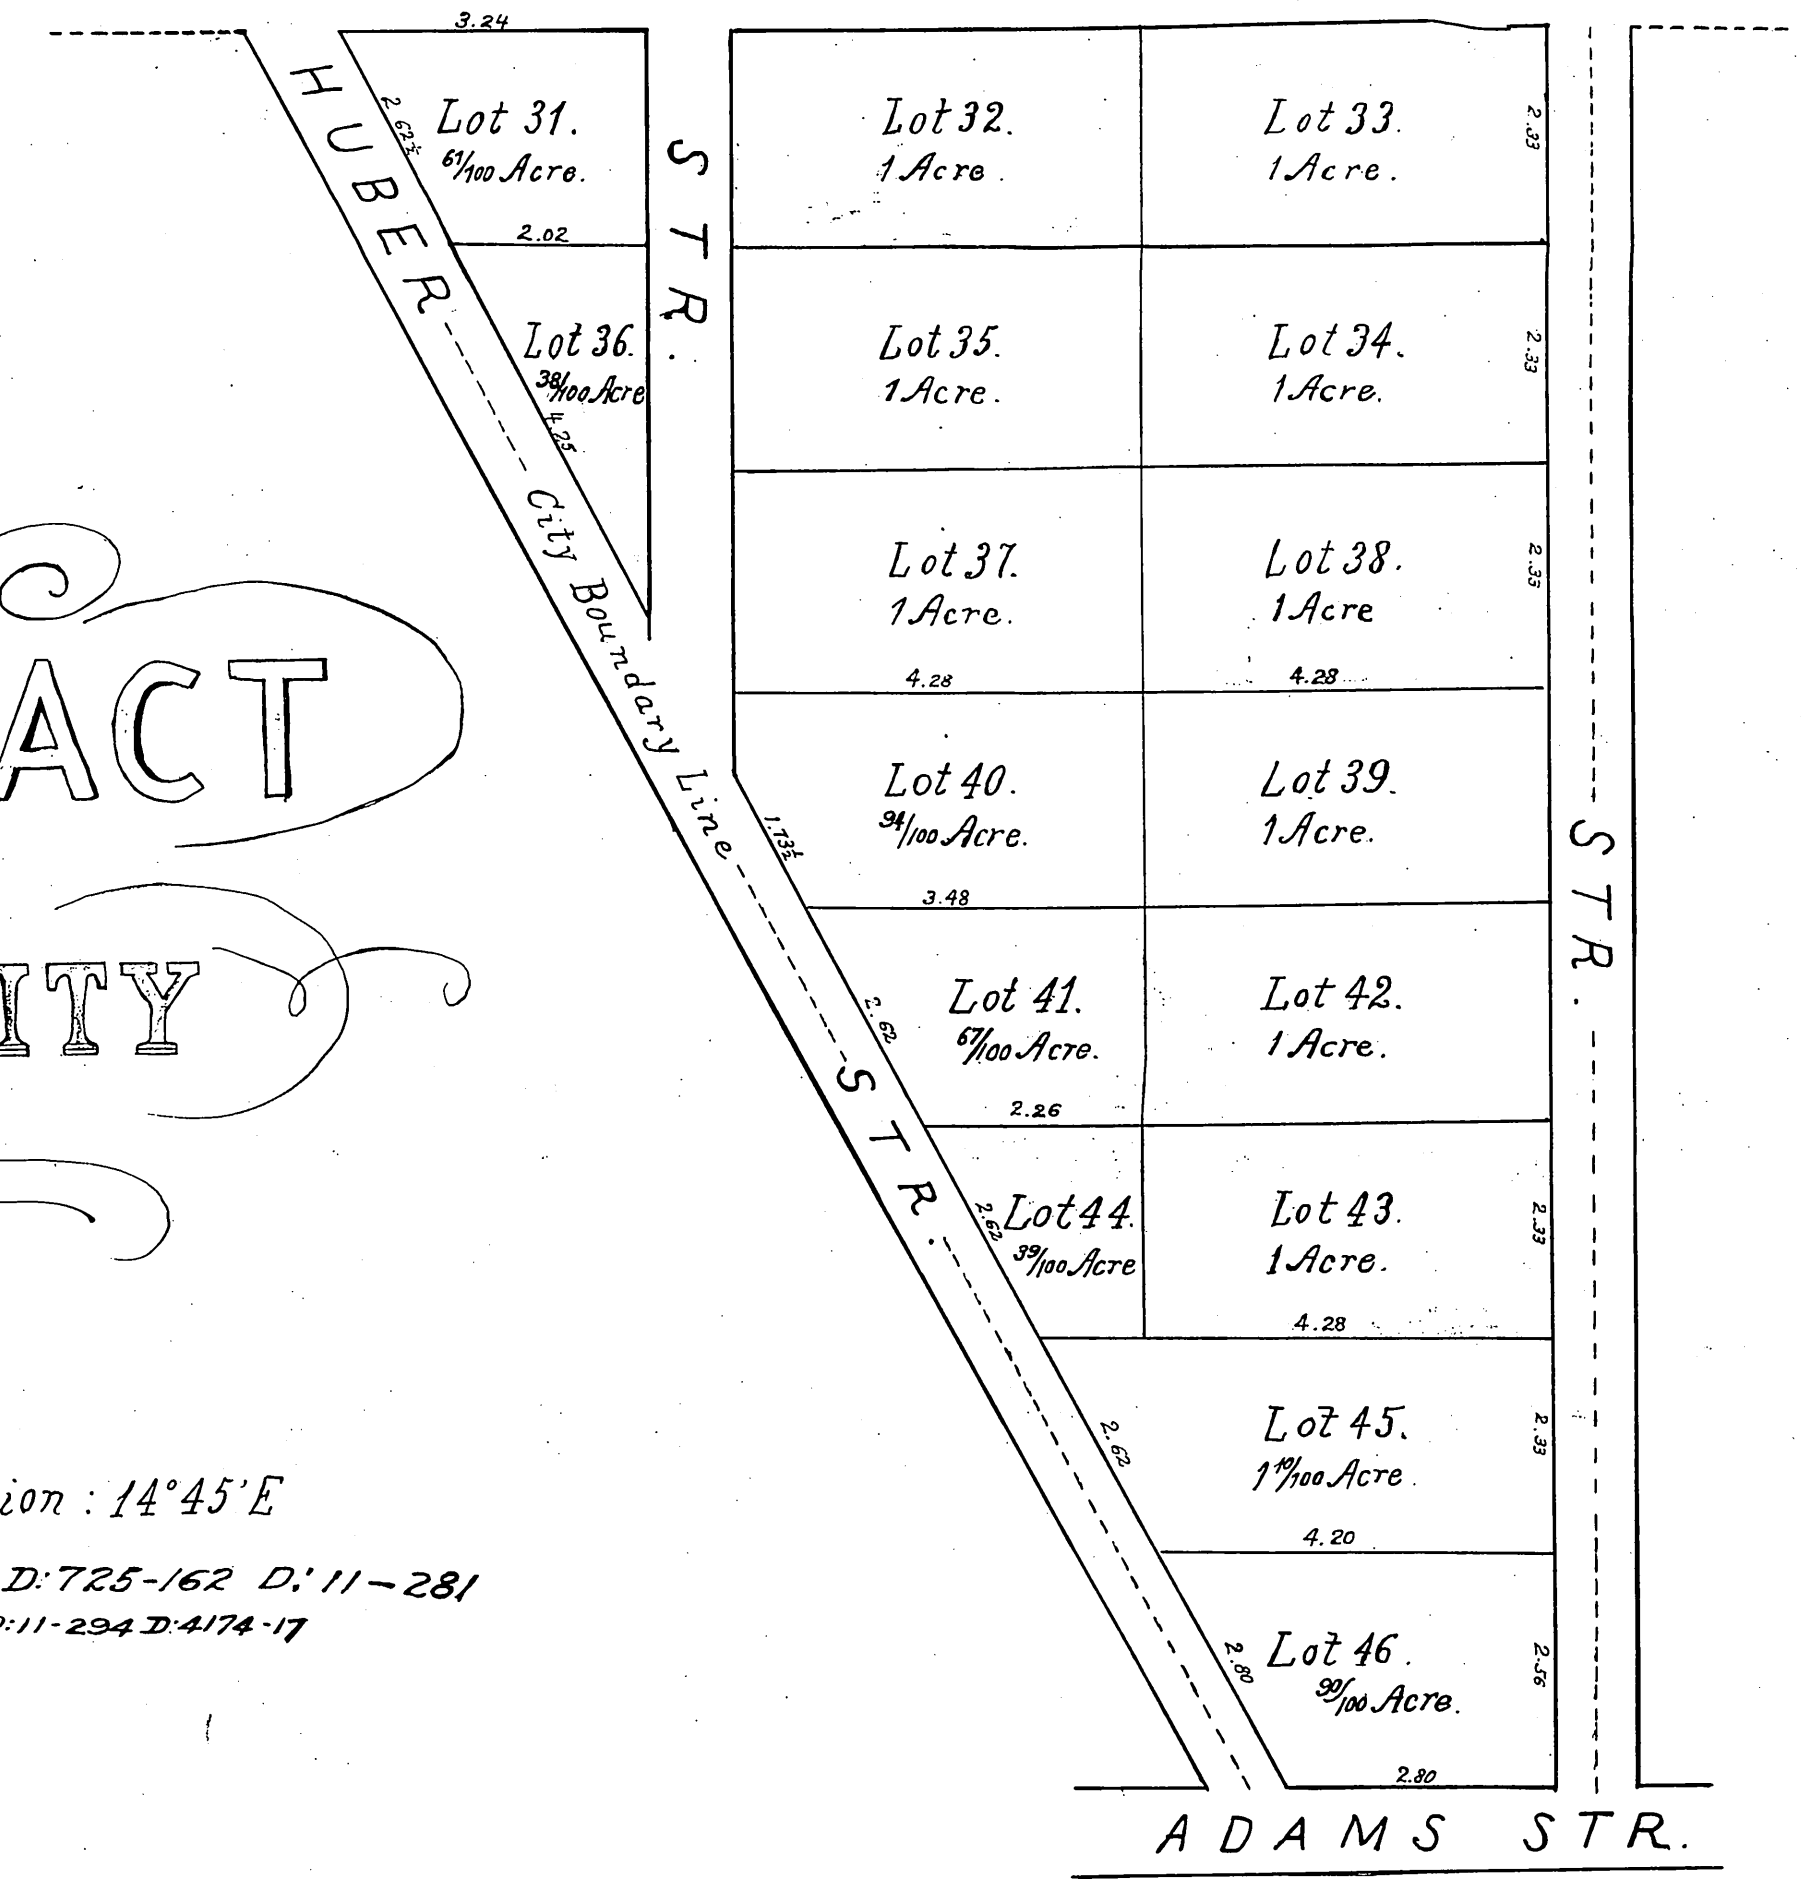 3.24
HUBER
2.62½
Lot 31.
61/100 Acre.
2.02
STR.
Lot 32.
1 Acre.
Lot 33.
1 Acre.
2.33
Lot 36.
38/100 Acre
4.25
Lot 35.
1 Acre.
Lot 34.
1 Acre.
2.33
City Boundary Line
Lot 37.
1 Acre.
4.28
Lot 38.
1 Acre
4.28
2.33
ACT
1.73½
Lot 40.
94/100 Acre.
3.48
Lot 39.
1 Acre.
STR.
ITY
2.62
Lot 41.
67/100 Acre.
2.26
Lot 42.
1 Acre.
STR.
2.62
Lot 44.
39/100 Acre
Lot 43.
1 Acre.
4.28
2.33
2.62
Lot 45.
1 10/100 Acre.
4.20
2.33
ion : 14°45'E
D:725-162 D:11-281
D:11-294 D:4174-17
2.80
Lot 46.
90/100 Acre.
2.56
2.80
ADAMS STR.